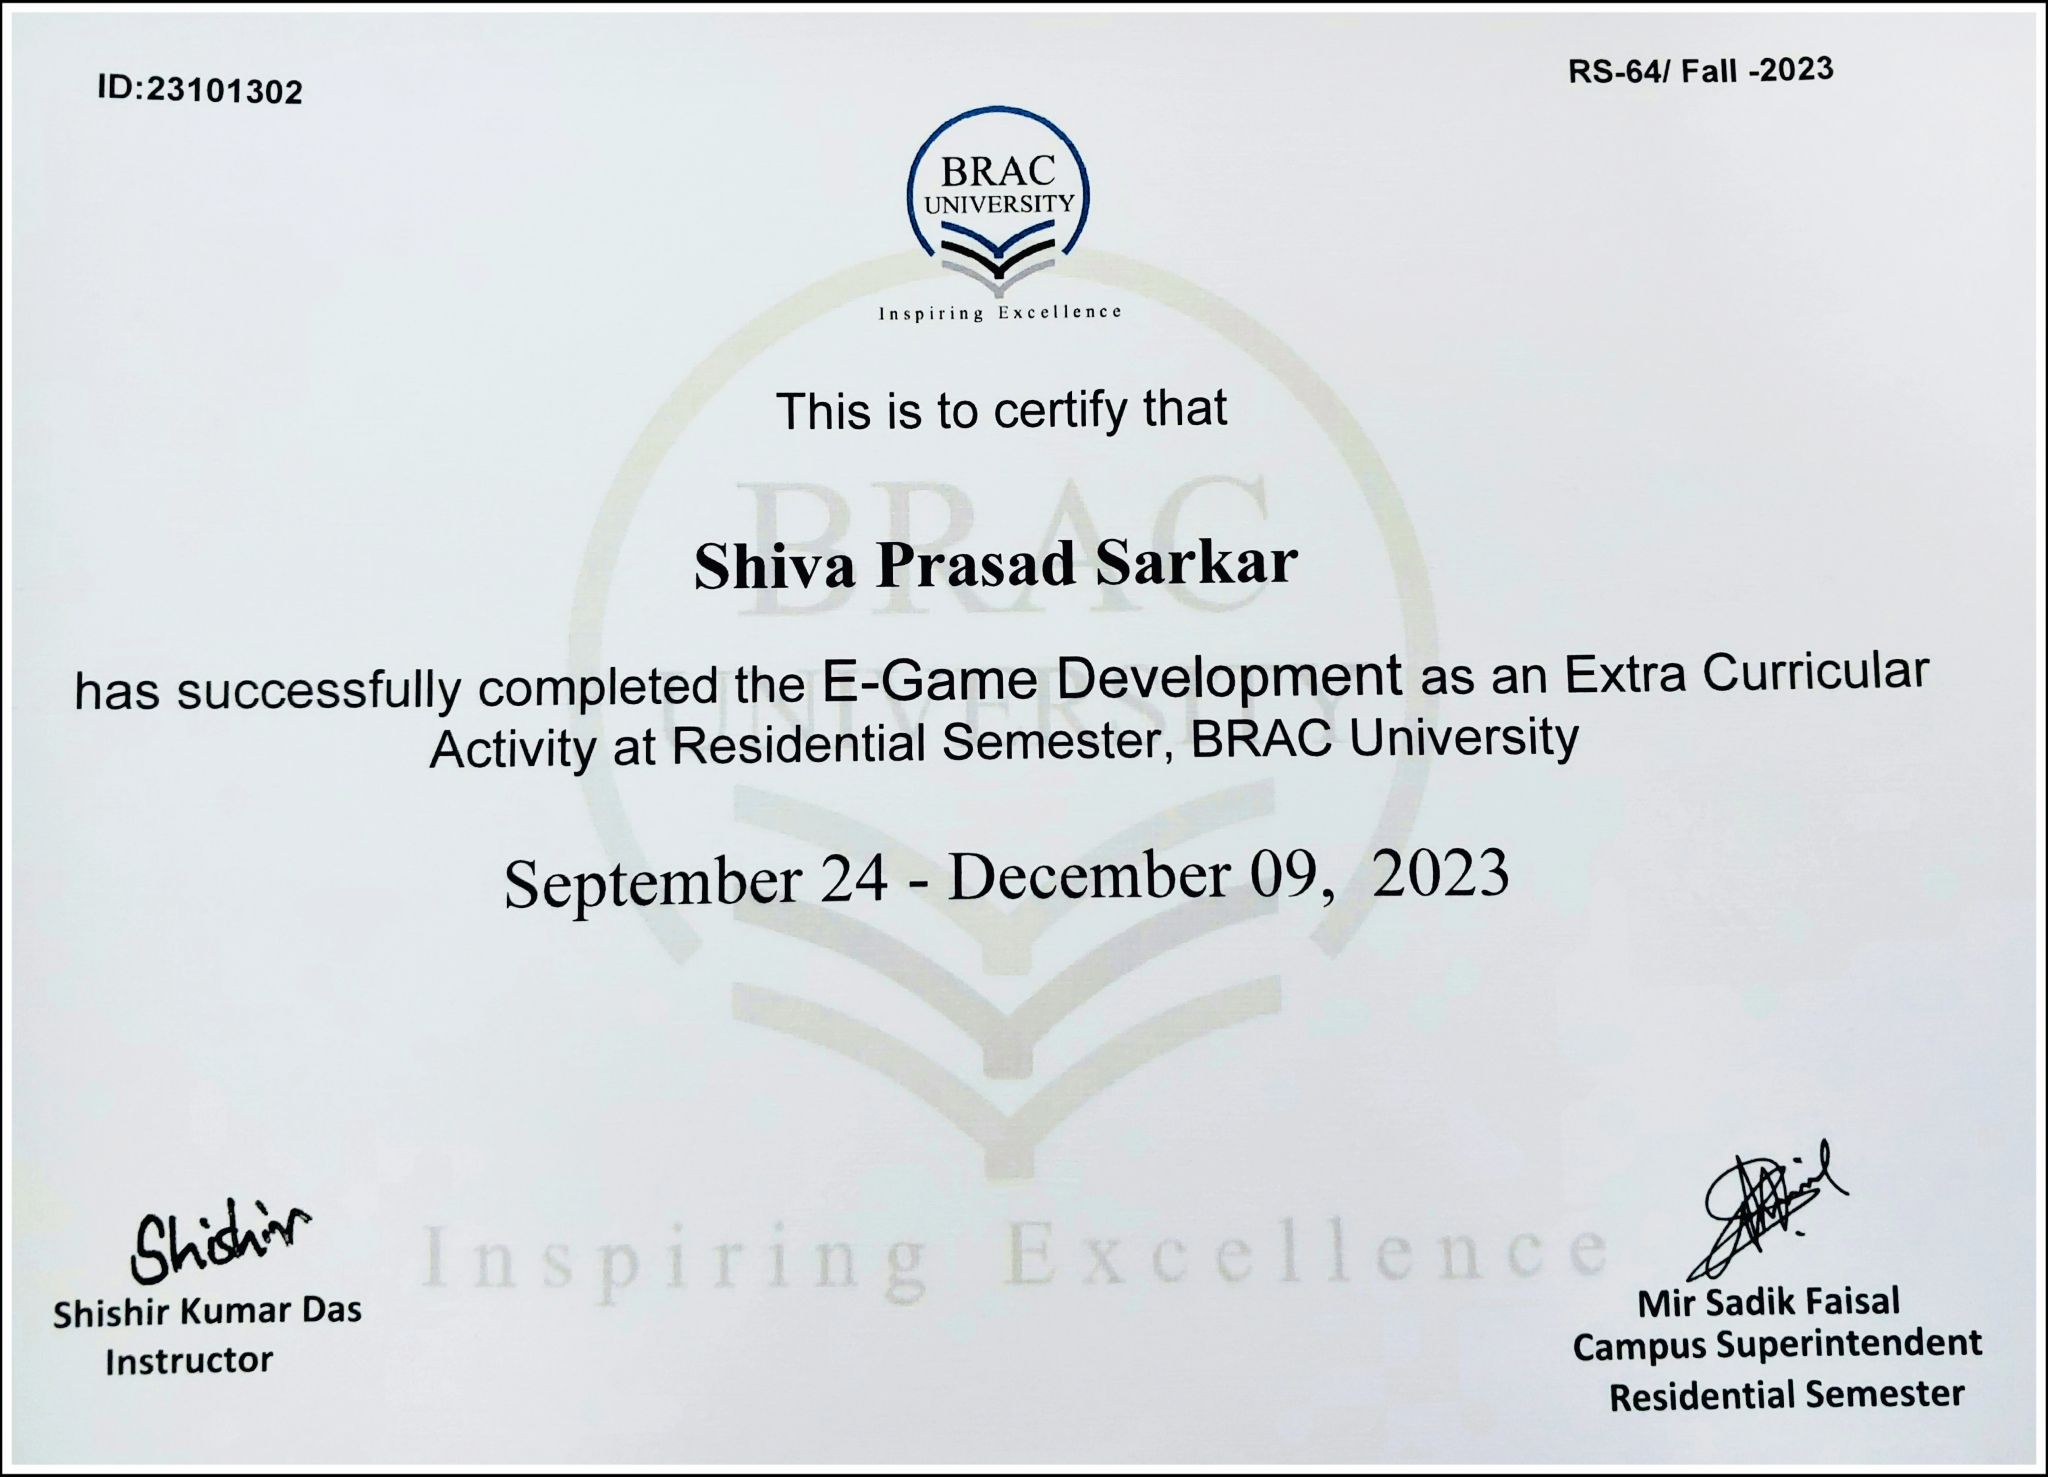 ID:23101302
RS-64/ Fall -2023
BRAC
UNIVERSITY
Inspiring Excellence
This is to certify that
BRAC
Shiva Prasad Sarkar
UNIVERSITY
has successfully completed the E-Game Development as an Extra Curricular
Activity at Residential Semester, BRAC University
September 24 - December 09, 2023
Inspiring Excellence
Shishir
Shishir Kumar Das
Instructor
Mir Sadik Faisal
Campus Superintendent
Residential Semester